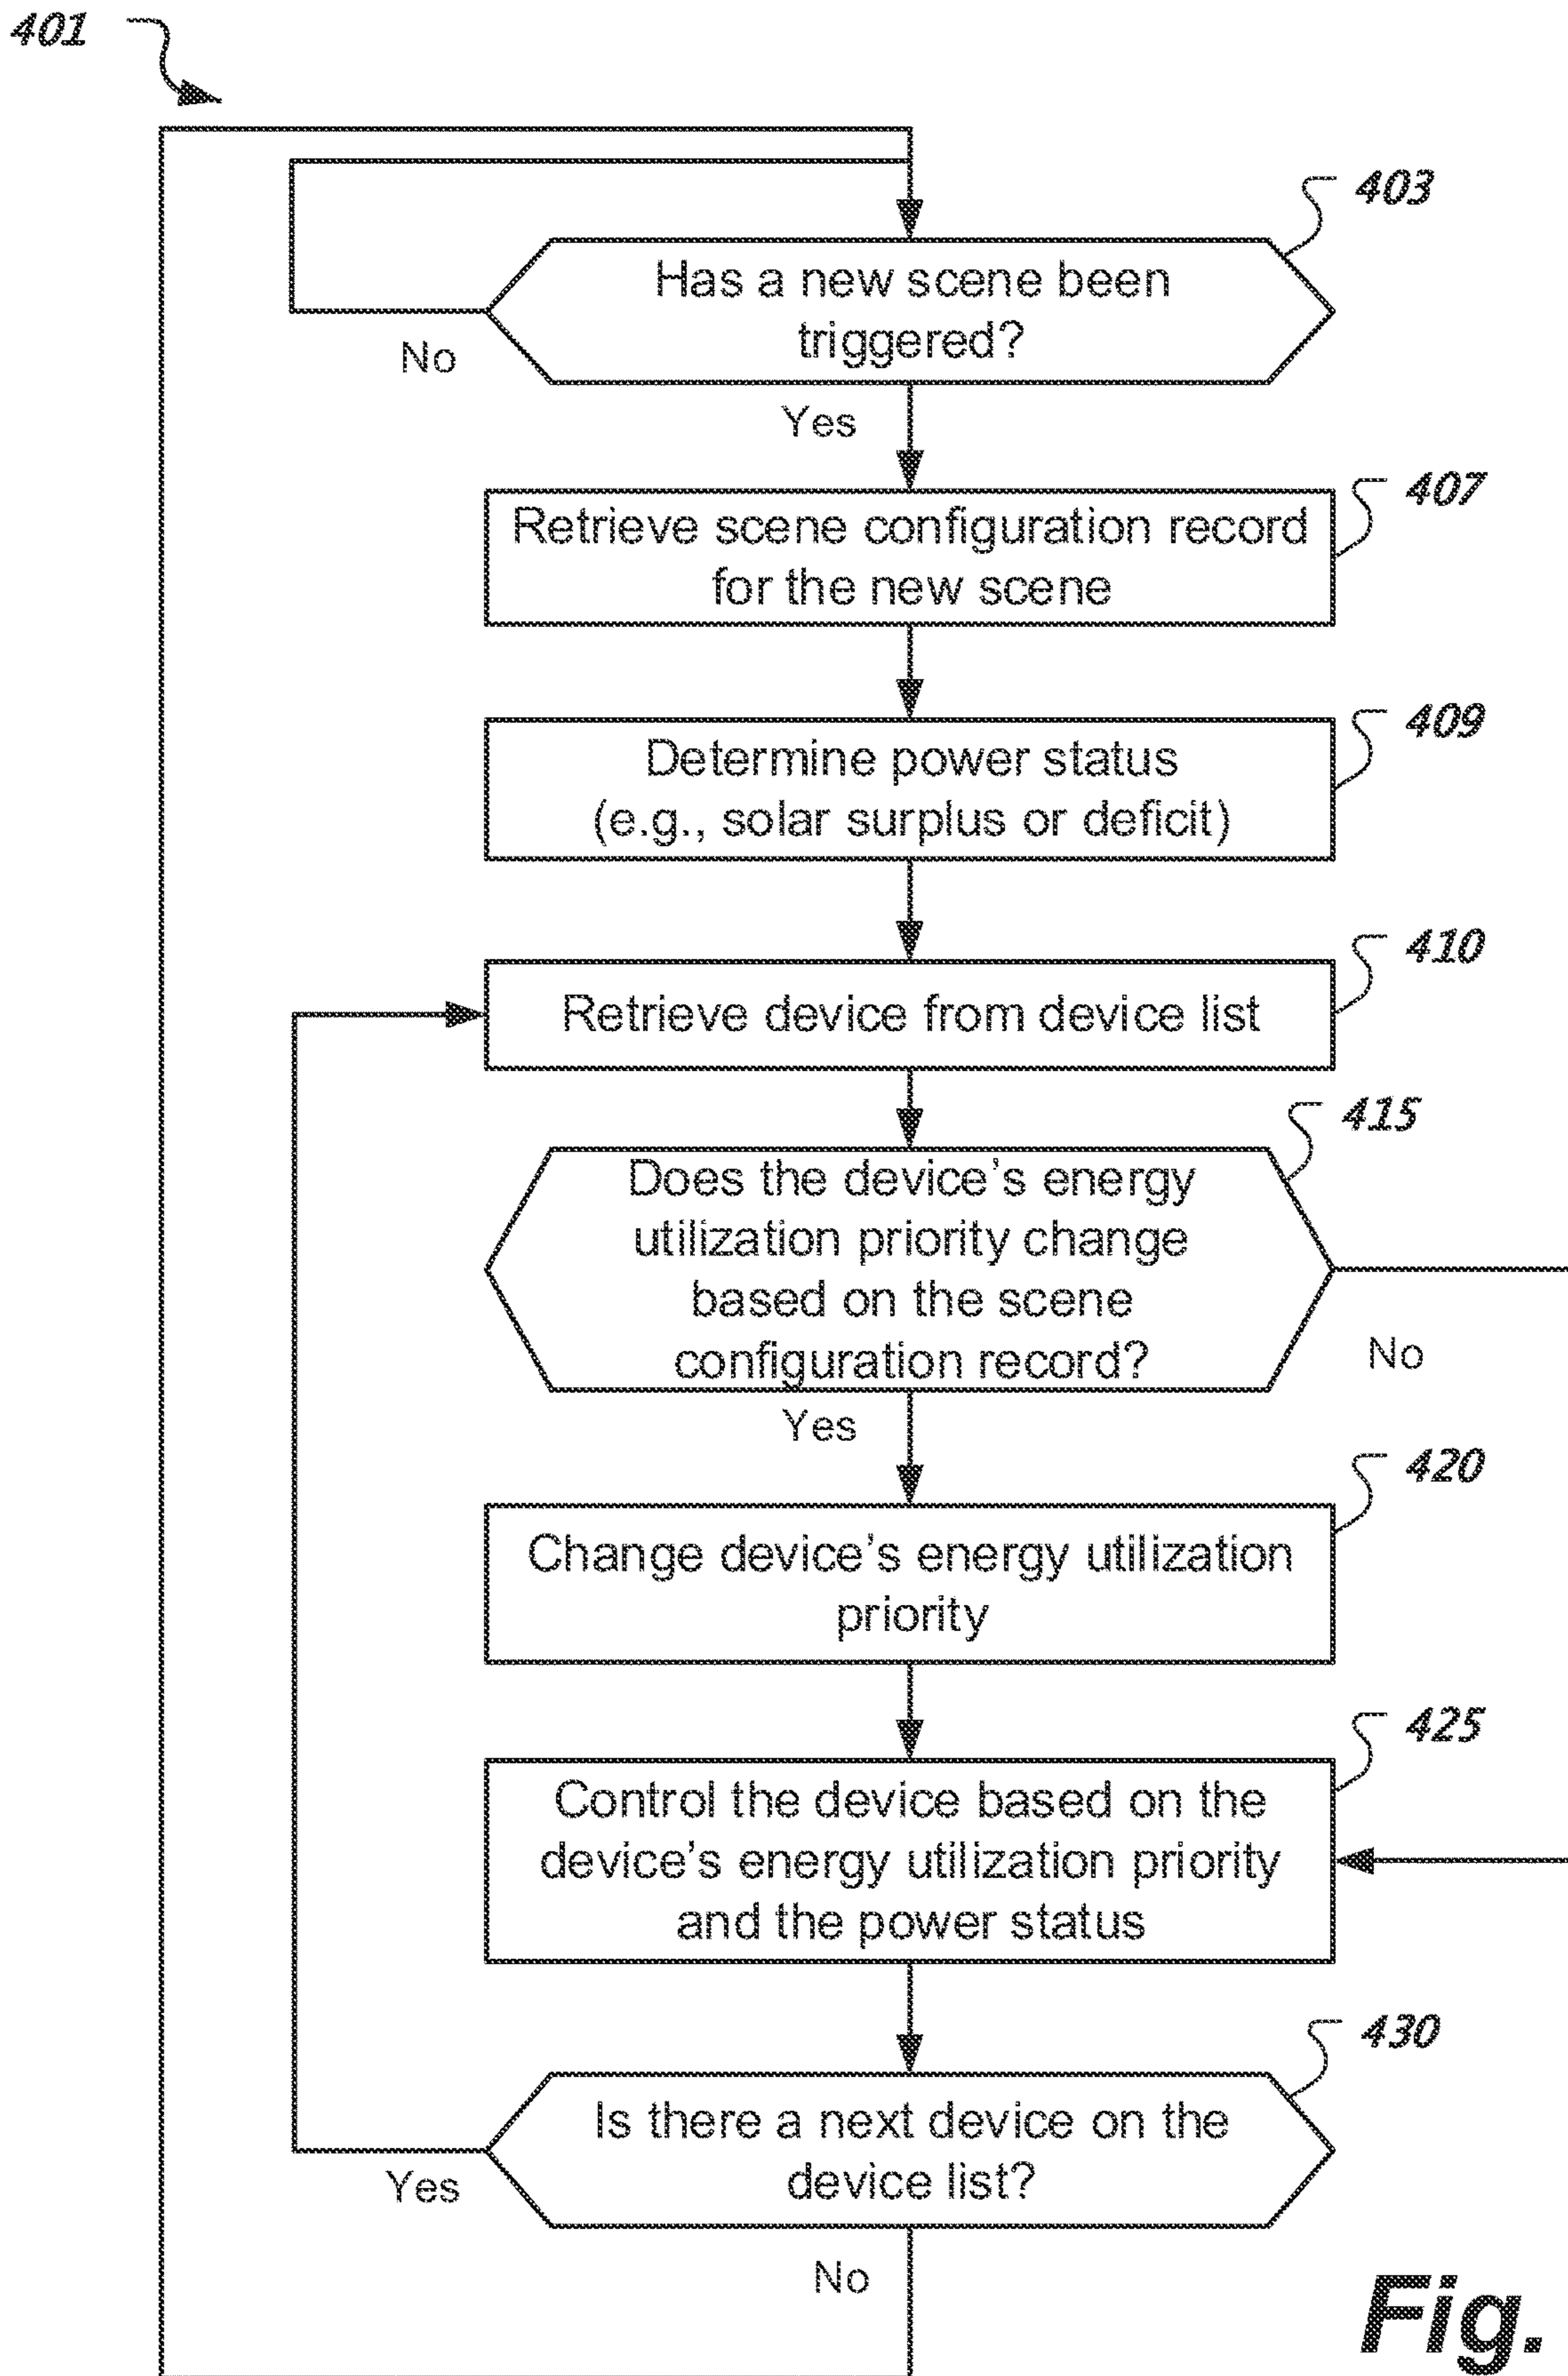 401
403
Has a new scene been
triggered?
No
Yes
407
Retrieve scene configuration record
for the new scene
409
Determine power status
(e.g., solar surplus or deficit)
410
Retrieve device from device list
415
Does the device's energy
utilization priority change
based on the scene
configuration record?
No
Yes
420
Change device's energy utilization
priority
425
Control the device based on the
device's energy utilization priority
and the power status
430
Is there a next device on the
device list?
Yes
No
Fig.